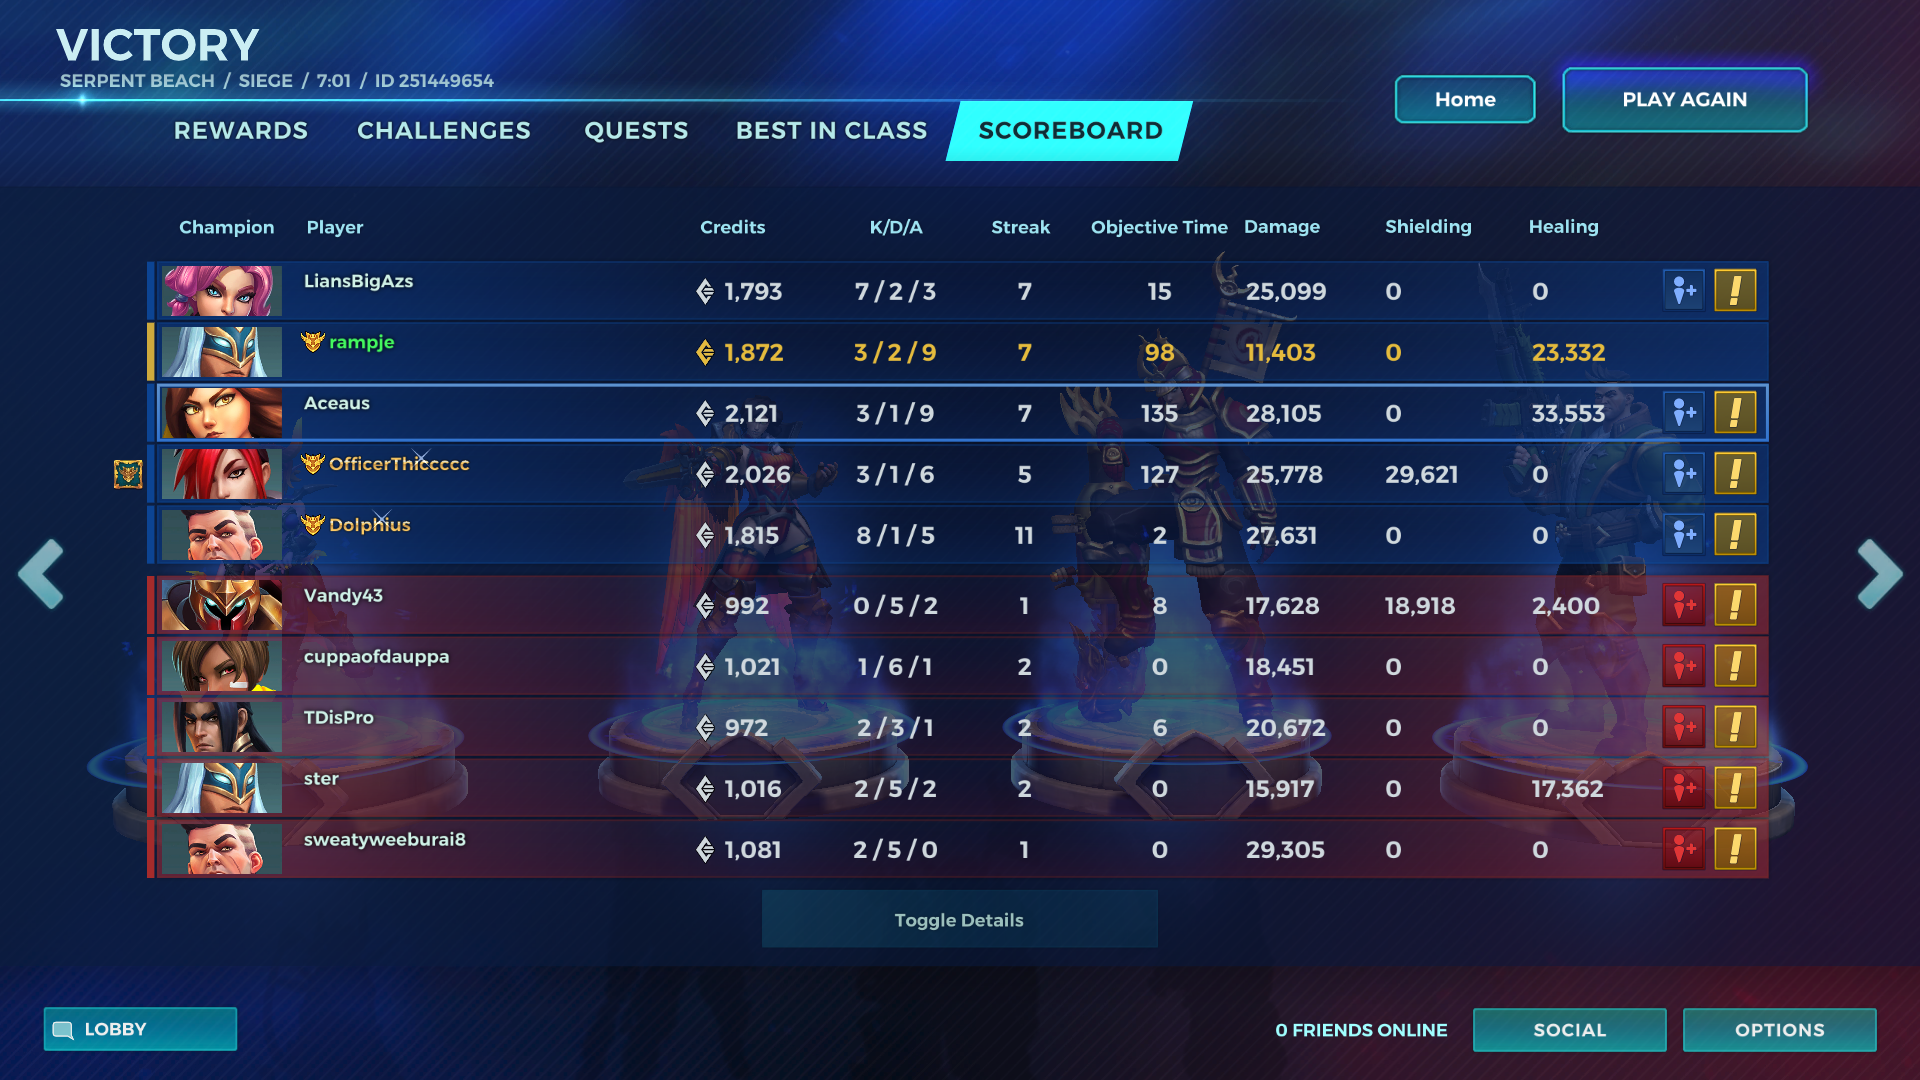 VICTORY
SERPENT BEACH / SIEGE / 7:01 / ID 251449654
Home
PLAY AGAIN
REWARDS CHALLENGES QUESTS BEST IN CLASS SCOREBOARD
Champion Player Credits K/D/A Streak Objective Time Damage Shielding Healing
LiansBigAzs 1,793 7 / 2 / 3 7 15 25,099 0 0
rampje 1,872 3 / 2 / 9 7 98 11,403 0 23,332
Aceaus 2,121 3 / 1 / 9 7 135 28,105 0 33,553
OfficerThiccccc 2,026 3 / 1 / 6 5 127 25,778 29,621 0
Dolphius 1,815 8 / 1 / 5 11 2 27,631 0 0
Vandy43 992 0 / 5 / 2 1 8 17,628 18,918 2,400
cuppaofdauppa 1,021 1 / 6 / 1 2 0 18,451 0 0
TDisPro 972 2 / 3 / 1 2 6 20,672 0 0
ster 1,016 2 / 5 / 2 2 0 15,917 0 17,362
sweatyweeburai8 1,081 2 / 5 / 0 1 0 29,305 0 0
Toggle Details
LOBBY
0 FRIENDS ONLINE
SOCIAL
OPTIONS